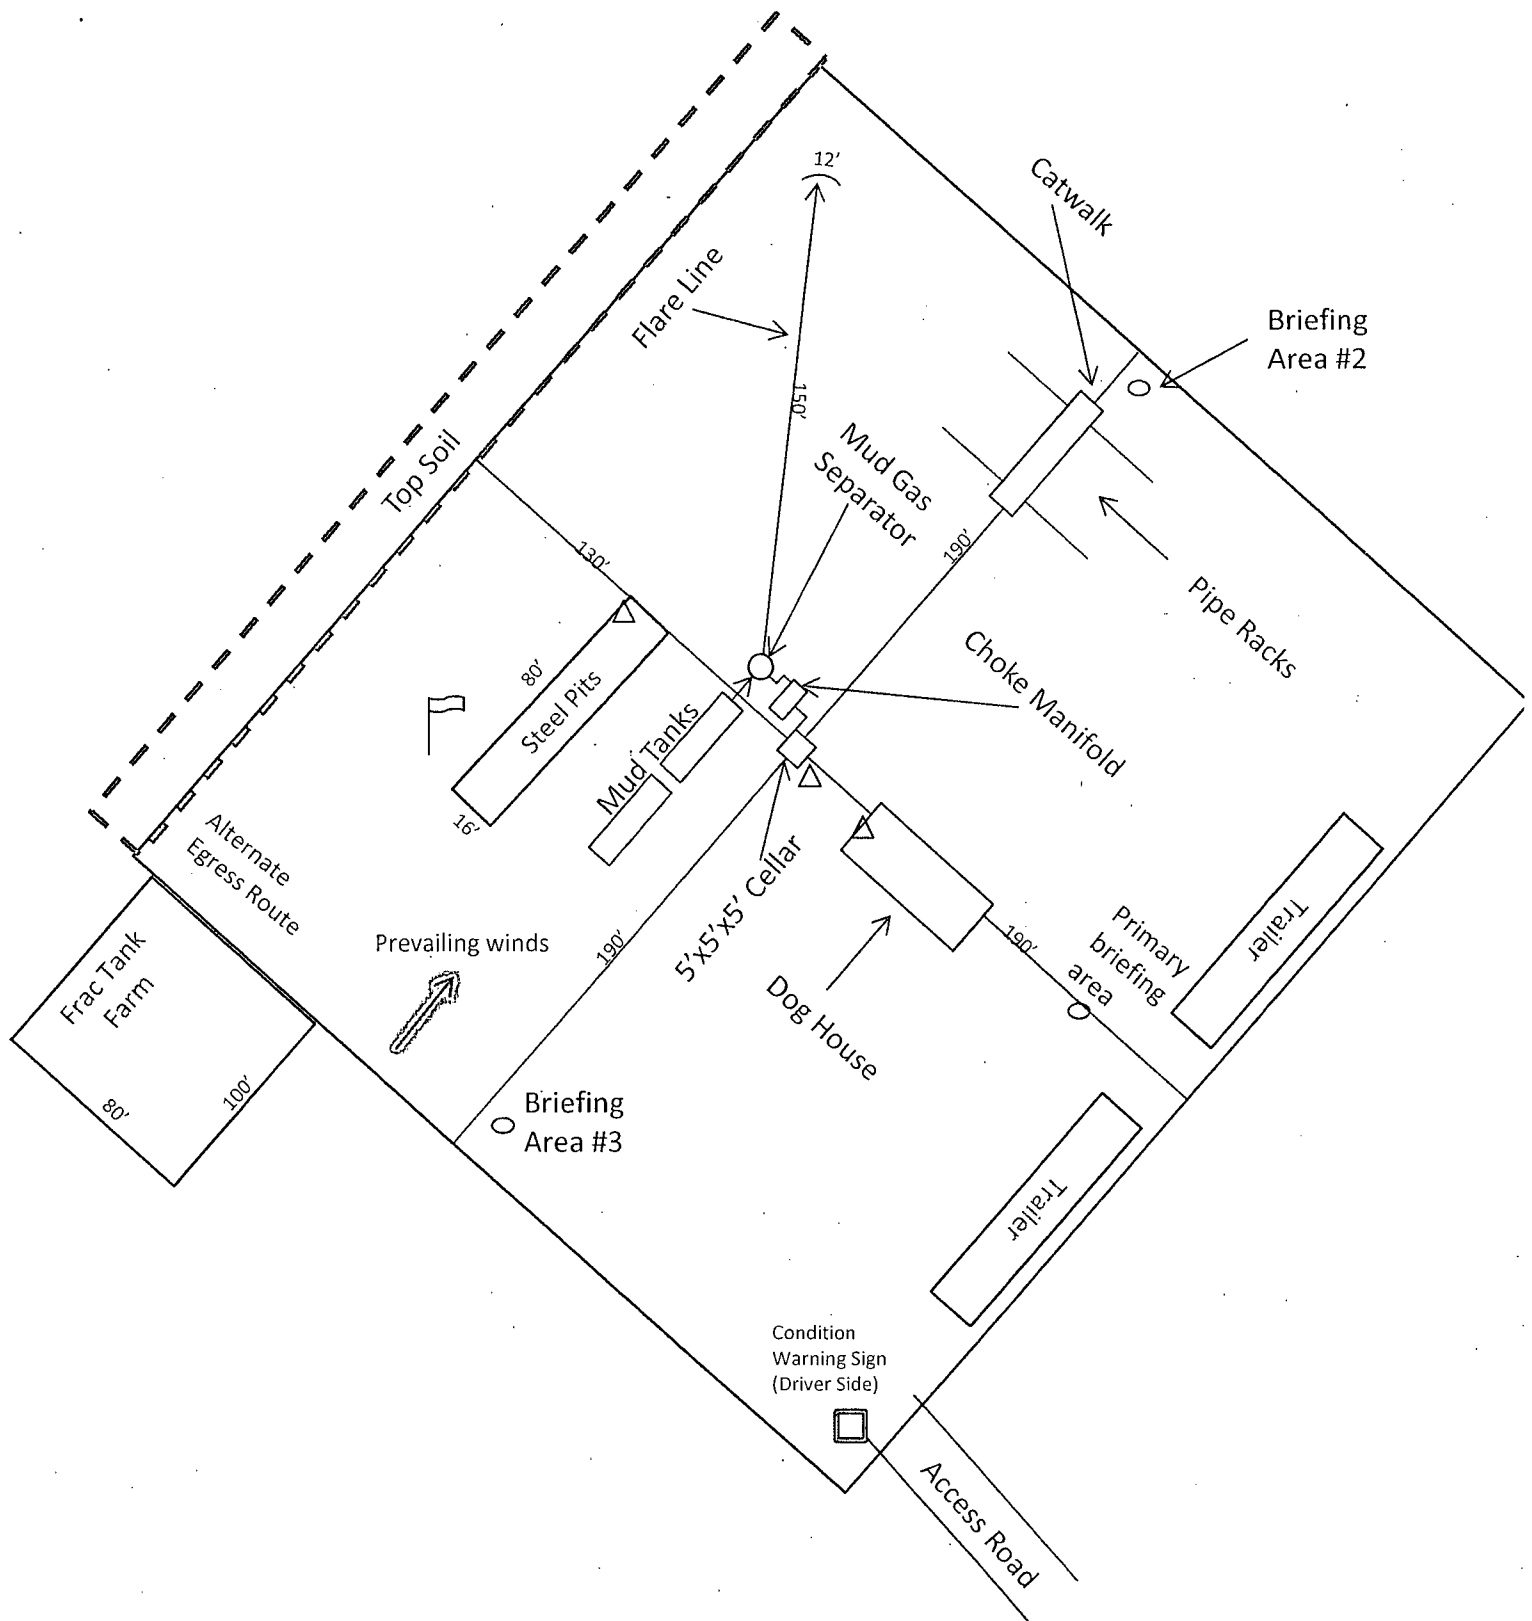 12'
Catwalk
Flare Line
Briefing
Area #2
150'
Mud Gas
Separator
Top Soil
190'
130'
Pipe Racks
Choke Manifold
80'
Steel Pits
Mud Tanks
16'
Alternate
Egress Route
5'x5'x5' Cellar
Prevailing winds
190'
Dog House
190'
Primary
briefing
area
Trailer
Frac Tank
Farm
80'
100'
Briefing
Area #3
Trailer
Condition
Warning Sign
(Driver Side)
Access Road